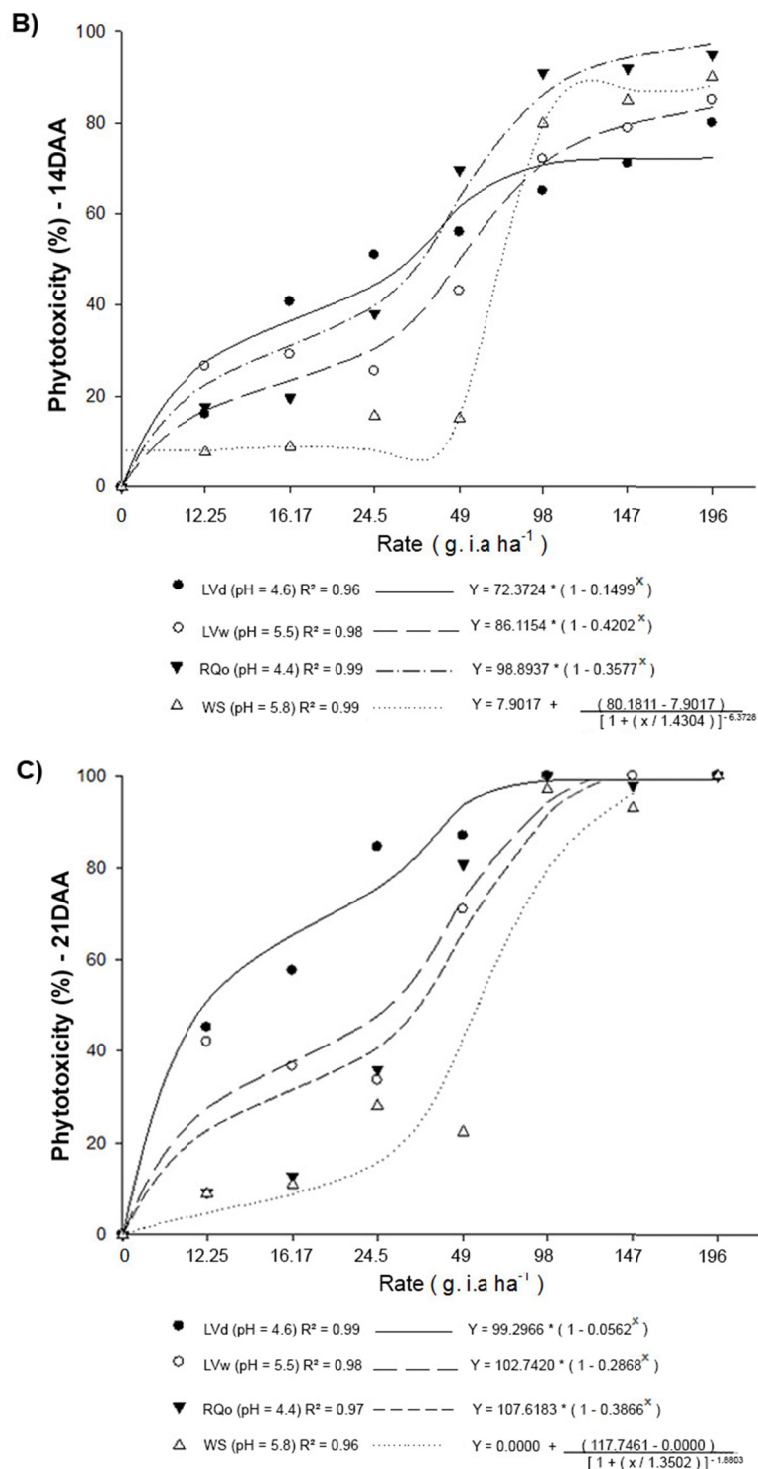 B)
Phytotoxicity (%) - 14DAA
100
80
60
40
20
0
0 12.25 16.17 24.5 49 98 147 196
Rate ( g. i.a ha⁻¹ )
LVd (pH = 4.6) R² = 0.96 Y = 72.3724 * ( 1 - 0.1499ˣ )
LVw (pH = 5.5) R² = 0.98 Y = 86.1154 * ( 1 - 0.4202ˣ )
RQo (pH = 4.4) R² = 0.99 Y = 98.8937 * ( 1 - 0.3577ˣ )
WS (pH = 5.8) R² = 0.99 Y = 7.9017 + ( 80.1811 - 7.9017 )
[ 1 + ( x / 1.4304 ) ]⁻⁶·³⁷²⁸
C)
Phytotoxicity (%) - 21DAA
100
80
60
40
20
0
0 12.25 16.17 24.5 49 98 147 196
Rate ( g. i.a ha⁻¹ )
LVd (pH = 4.6) R² = 0.99 Y = 99.2966 * ( 1 - 0.0562ˣ )
LVw (pH = 5.5) R² = 0.98 Y = 102.7420 * ( 1 - 0.2868ˣ )
RQo (pH = 4.4) R² = 0.97 Y = 107.6183 * ( 1 - 0.3866ˣ )
WS (pH = 5.8) R² = 0.96 Y = 0.0000 + ( 117.7461 - 0.0000 )
[ 1 + ( x / 1.3502 ) ]⁻¹·⁸⁸⁰³